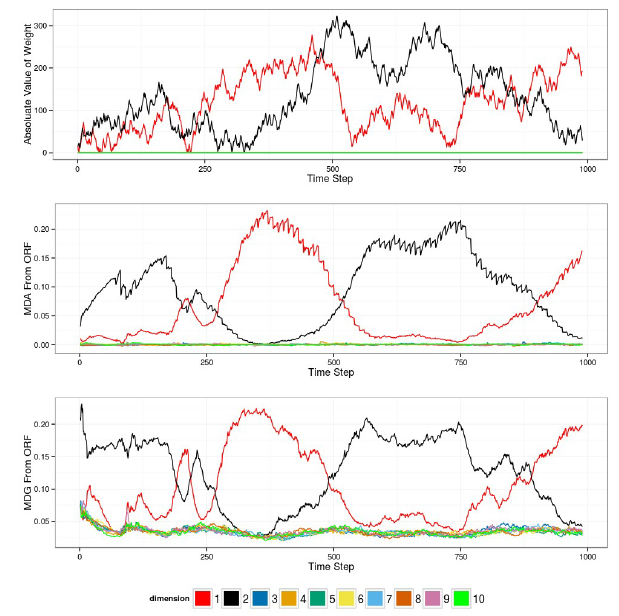 Absoluate Value of Weight
300
200
100
0
0 250 500 750 1000
Time Step
MDA From ORF
0.20
0.15
0.10
0.05
0.00
0 250 500 750 1000
Time Step
MDG From ORF
0.20
0.15
0.10
0.05
0 250 500 750 1000
Time Step
dimension 1 2 3 4 5 6 7 8 9 10